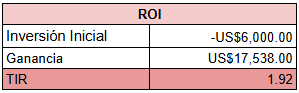 ROI
Inversión Inicial -US$6,000.00
Ganancia US$17,538.00
TIR 1.92